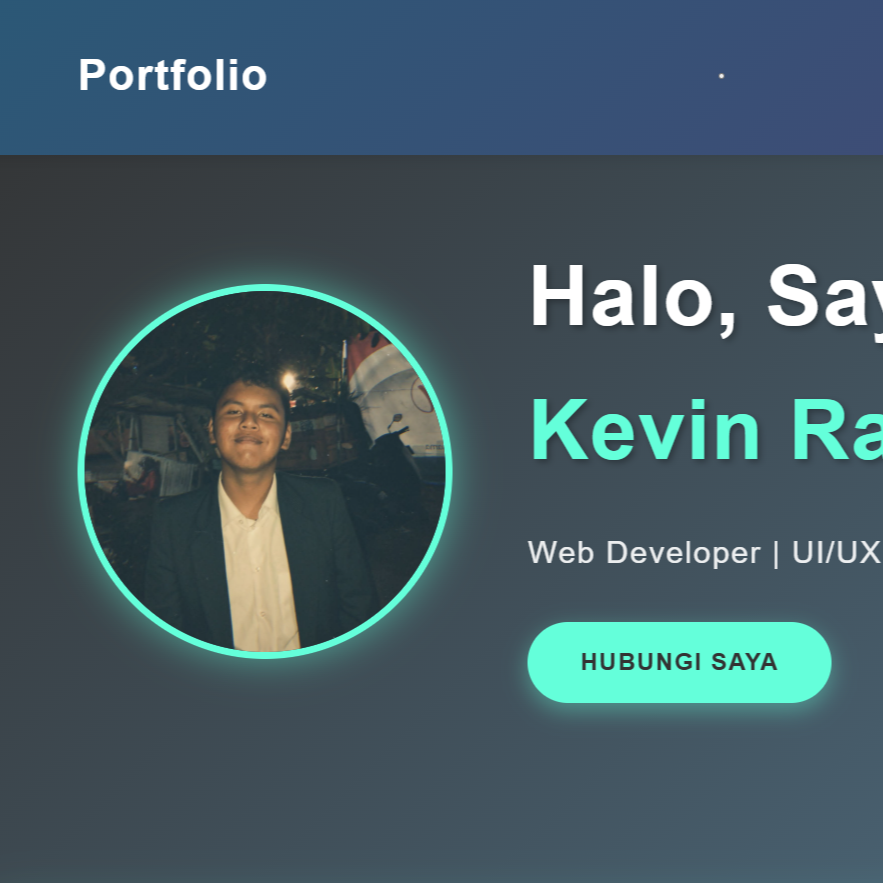 Portfolio
Halo, Say
Kevin Ra
Web Developer | UI/UX
HUBUNGI SAYA